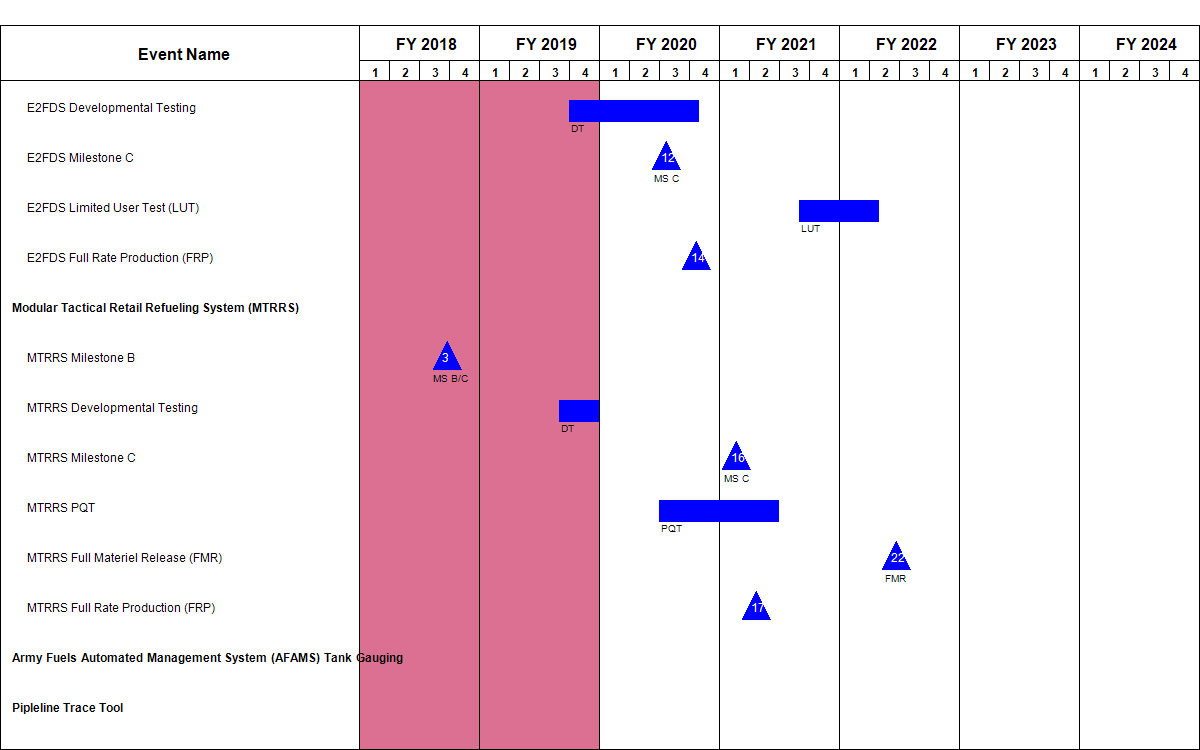 Event Name
FY 2018 FY 2019 FY 2020 FY 2021 FY 2022 FY 2023 FY 2024
1 2 3 4 1 2 3 4 1 2 3 4 1 2 3 4 1 2 3 4 1 2 3 4 1 2 3 4
E2FDS Developmental Testing
DT
E2FDS Milestone C
12
MS C
E2FDS Limited User Test (LUT)
LUT
E2FDS Full Rate Production (FRP)
14
Modular Tactical Retail Refueling System (MTRRS)
MTRRS Milestone B
3
MS B/C
MTRRS Developmental Testing
DT
MTRRS Milestone C
16
MS C
MTRRS PQT
PQT
MTRRS Full Materiel Release (FMR)
22
FMR
MTRRS Full Rate Production (FRP)
17
Army Fuels Automated Management System (AFAMS) Tank Gauging
Pipleline Trace Tool